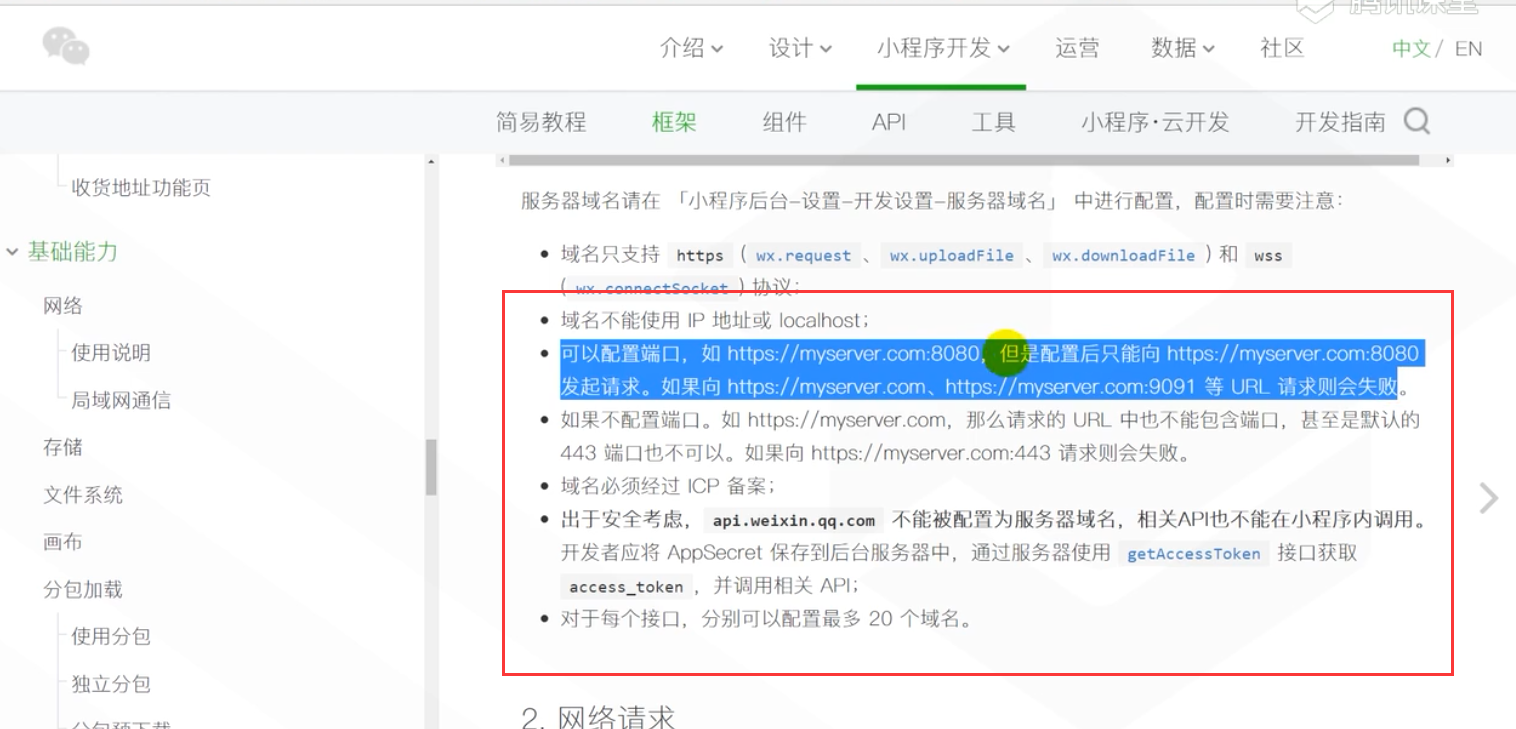 腾讯课堂
介绍 设计 小程序开发 运营 数据 社区 中文/ EN
简易教程 框架 组件 API 工具 小程序·云开发 开发指南
收货地址功能页
基础能力
网络
使用说明
局域网通信
存储
文件系统
画布
分包加载
使用分包
独立分包
分包预下载
服务器域名请在 「小程序后台-设置-开发设置-服务器域名」 中进行配置，配置时需要注意：
域名只支持 https (wx.request、wx.uploadFile、wx.downloadFile) 和 wss
(wx.connectSocket) 协议；
域名不能使用 IP 地址或 localhost；
可以配置端口，如 https://myserver.com:8080，但是配置后只能向 https://myserver.com:8080
发起请求。如果向 https://myserver.com、https://myserver.com:9091 等 URL 请求则会失败。
如果不配置端口。如 https://myserver.com，那么请求的 URL 中也不能包含端口，甚至是默认的
443 端口也不可以。如果向 https://myserver.com:443 请求则会失败。
域名必须经过 ICP 备案；
出于安全考虑，api.weixin.qq.com 不能被配置为服务器域名，相关API也不能在小程序内调用。
开发者应将 AppSecret 保存到后台服务器中，通过服务器使用 getAccessToken 接口获取
access_token，并调用相关 API；
对于每个接口，分别可以配置最多 20 个域名。
2. 网络请求